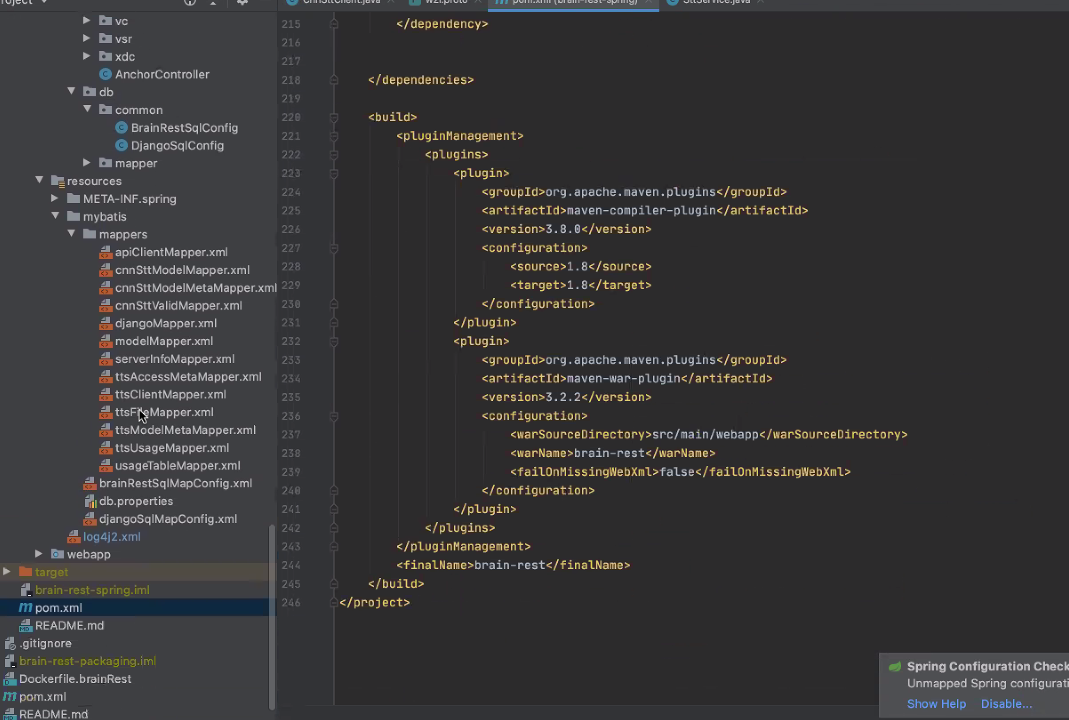 Project
CnnSttClient.java
w2l.proto
pom.xml (brain-rest-spring)
SttService.java
vc
vsr
xdc
AnchorController
db
common
BrainRestSqlConfig
DjangoSqlConfig
mapper
resources
META-INF.spring
mybatis
mappers
apiClientMapper.xml
cnnSttModelMapper.xml
cnnSttModelMetaMapper.xml
cnnSttValidMapper.xml
djangoMapper.xml
modelMapper.xml
serverInfoMapper.xml
ttsAccessMetaMapper.xml
ttsClientMapper.xml
ttsFileMapper.xml
ttsModelMetaMapper.xml
ttsUsageMapper.xml
usageTableMapper.xml
brainRestSqlMapConfig.xml
db.properties
djangoSqlMapConfig.xml
log4j2.xml
webapp
target
brain-rest-spring.iml
pom.xml
README.md
.gitignore
brain-rest-packaging.iml
Dockerfile.brainRest
pom.xml
README.md
215 </dependency>
216
217
218 </dependencies>
219
220 <build>
221 <pluginManagement>
222 <plugins>
223 <plugin>
224 <groupId>org.apache.maven.plugins</groupId>
225 <artifactId>maven-compiler-plugin</artifactId>
226 <version>3.8.0</version>
227 <configuration>
228 <source>1.8</source>
229 <target>1.8</target>
230 </configuration>
231 </plugin>
232 <plugin>
233 <groupId>org.apache.maven.plugins</groupId>
234 <artifactId>maven-war-plugin</artifactId>
235 <version>3.2.2</version>
236 <configuration>
237 <warSourceDirectory>src/main/webapp</warSourceDirectory>
238 <warName>brain-rest</warName>
239 <failOnMissingWebXml>false</failOnMissingWebXml>
240 </configuration>
241 </plugin>
242 </plugins>
243 </pluginManagement>
244 <finalName>brain-rest</finalName>
245 </build>
246 </project>
Spring Configuration Check
Unmapped Spring configurati
Show Help Disable...